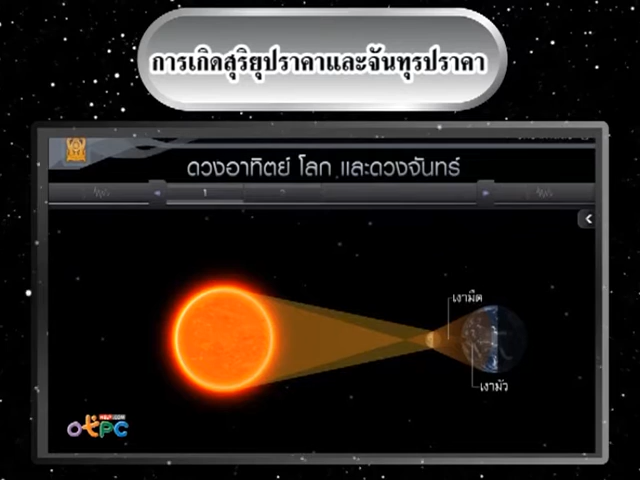 การเกิดสุริยุปราคาและจันทรุปราคา
ดวงอาทิตย์ โลก และดวงจันทร์
1
เงามืด
เงามัว
HELP.COM
OTPC